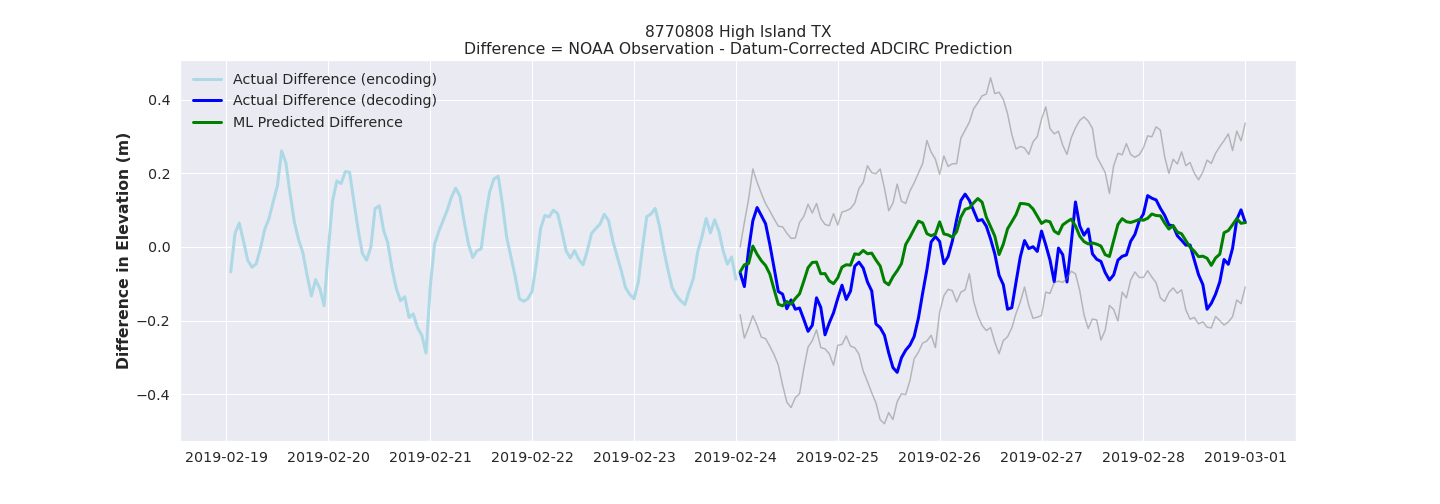 8770808 High Island TX
Difference = NOAA Observation - Datum-Corrected ADCIRC Prediction
Actual Difference (encoding)
Actual Difference (decoding)
ML Predicted Difference
Difference in Elevation (m)
0.4
0.2
0.0
−0.2
−0.4
2019-02-19 2019-02-20 2019-02-21 2019-02-22 2019-02-23 2019-02-24 2019-02-25 2019-02-26 2019-02-27 2019-02-28 2019-03-01